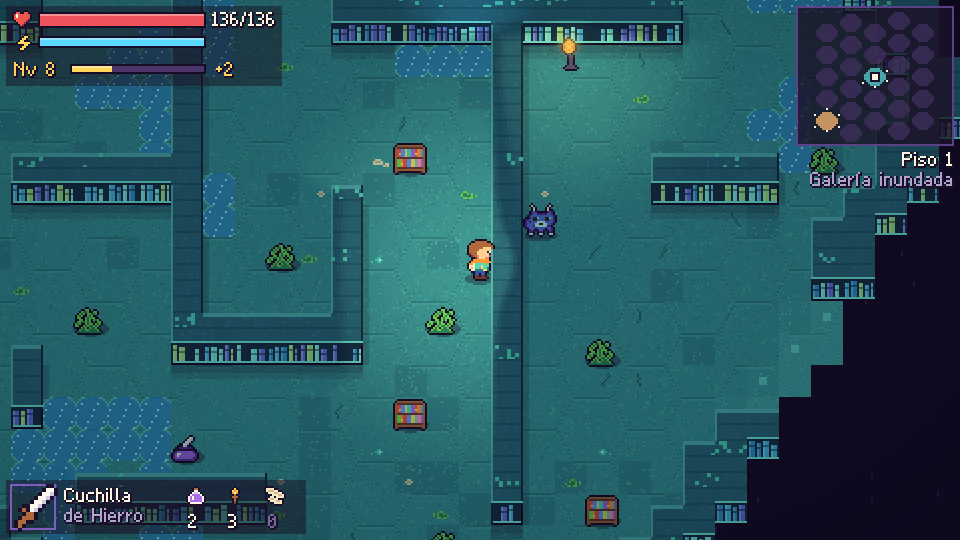 136/136
Nv 8
+2
Piso 1
Galería inundada
Cuchilla
de Hierro
2
3
0